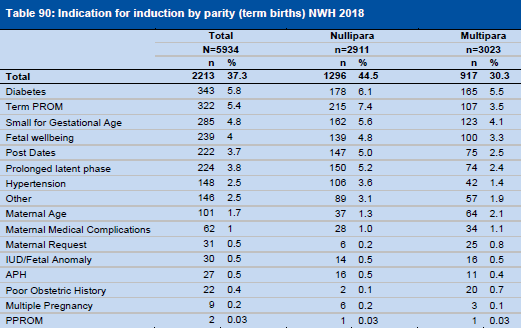 Table 90: Indication for induction by parity (term births) NWH 2018
Total Nullipara Multipara
N=5934 n=2911 n=3023
n % n % n %
Total 2213 37.3 1296 44.5 917 30.3
Diabetes 343 5.8 178 6.1 165 5.5
Term PROM 322 5.4 215 7.4 107 3.5
Small for Gestational Age 285 4.8 162 5.6 123 4.1
Fetal wellbeing 239 4 139 4.8 100 3.3
Post Dates 222 3.7 147 5.0 75 2.5
Prolonged latent phase 224 3.8 150 5.2 74 2.4
Hypertension 148 2.5 106 3.6 42 1.4
Other 146 2.5 89 3.1 57 1.9
Maternal Age 101 1.7 37 1.3 64 2.1
Maternal Medical Complications 62 1 28 1.0 34 1.1
Maternal Request 31 0.5 6 0.2 25 0.8
IUD/Fetal Anomaly 30 0.5 14 0.5 16 0.5
APH 27 0.5 16 0.5 11 0.4
Poor Obstetric History 22 0.4 2 0.1 20 0.7
Multiple Pregnancy 9 0.2 6 0.2 3 0.1
PPROM 2 0.03 1 0.03 1 0.03